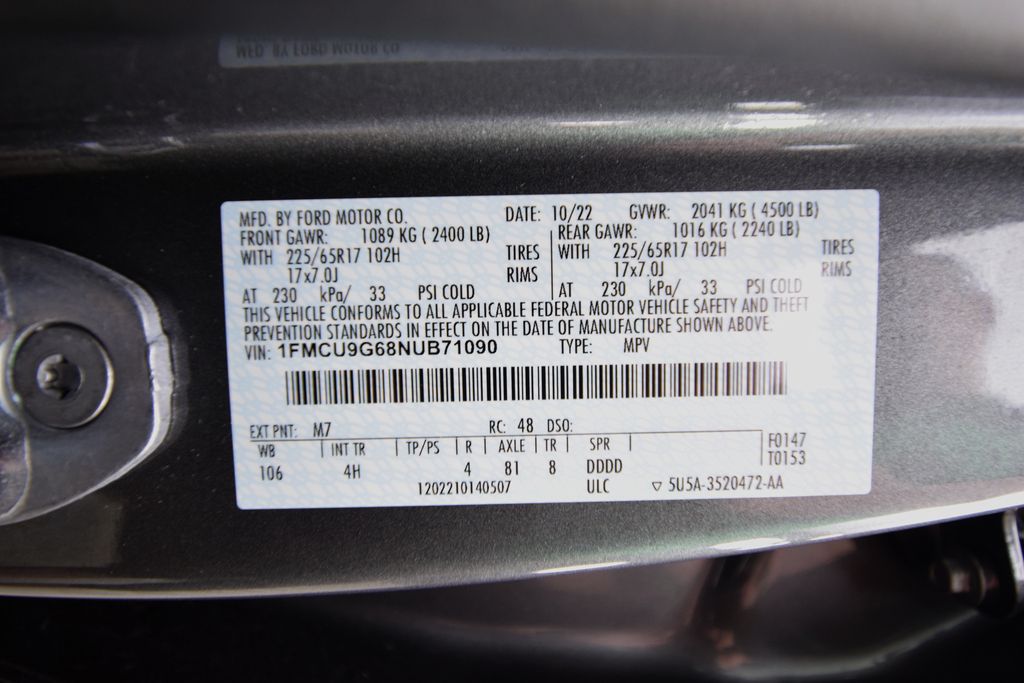 MFD. BY FORD MOTOR CO. DATE: 10/22 GVWR: 2041 KG ( 4500 LB)
FRONT GAWR: 1089 KG ( 2400 LB) REAR GAWR: 1016 KG ( 2240 LB)
WITH 225/65R17 102H TIRES WITH 225/65R17 102H TIRES
17x7.0J RIMS 17x7.0J RIMS
AT 230 kPa/ 33 PSI COLD AT 230 kPa/ 33 PSI COLD
THIS VEHICLE CONFORMS TO ALL APPLICABLE FEDERAL MOTOR VEHICLE SAFETY AND THEFT
PREVENTION STANDARDS IN EFFECT ON THE DATE OF MANUFACTURE SHOWN ABOVE.
VIN: 1FMCU9G68NUB71090 TYPE: MPV
EXT PNT: M7 RC: 48 DSO:
WB INT TR TP/PS R AXLE TR SPR F0147
106 4H 4 81 8 DDDD T0153
1202210140507 ULC ▽ 5U5A-3520472-AA